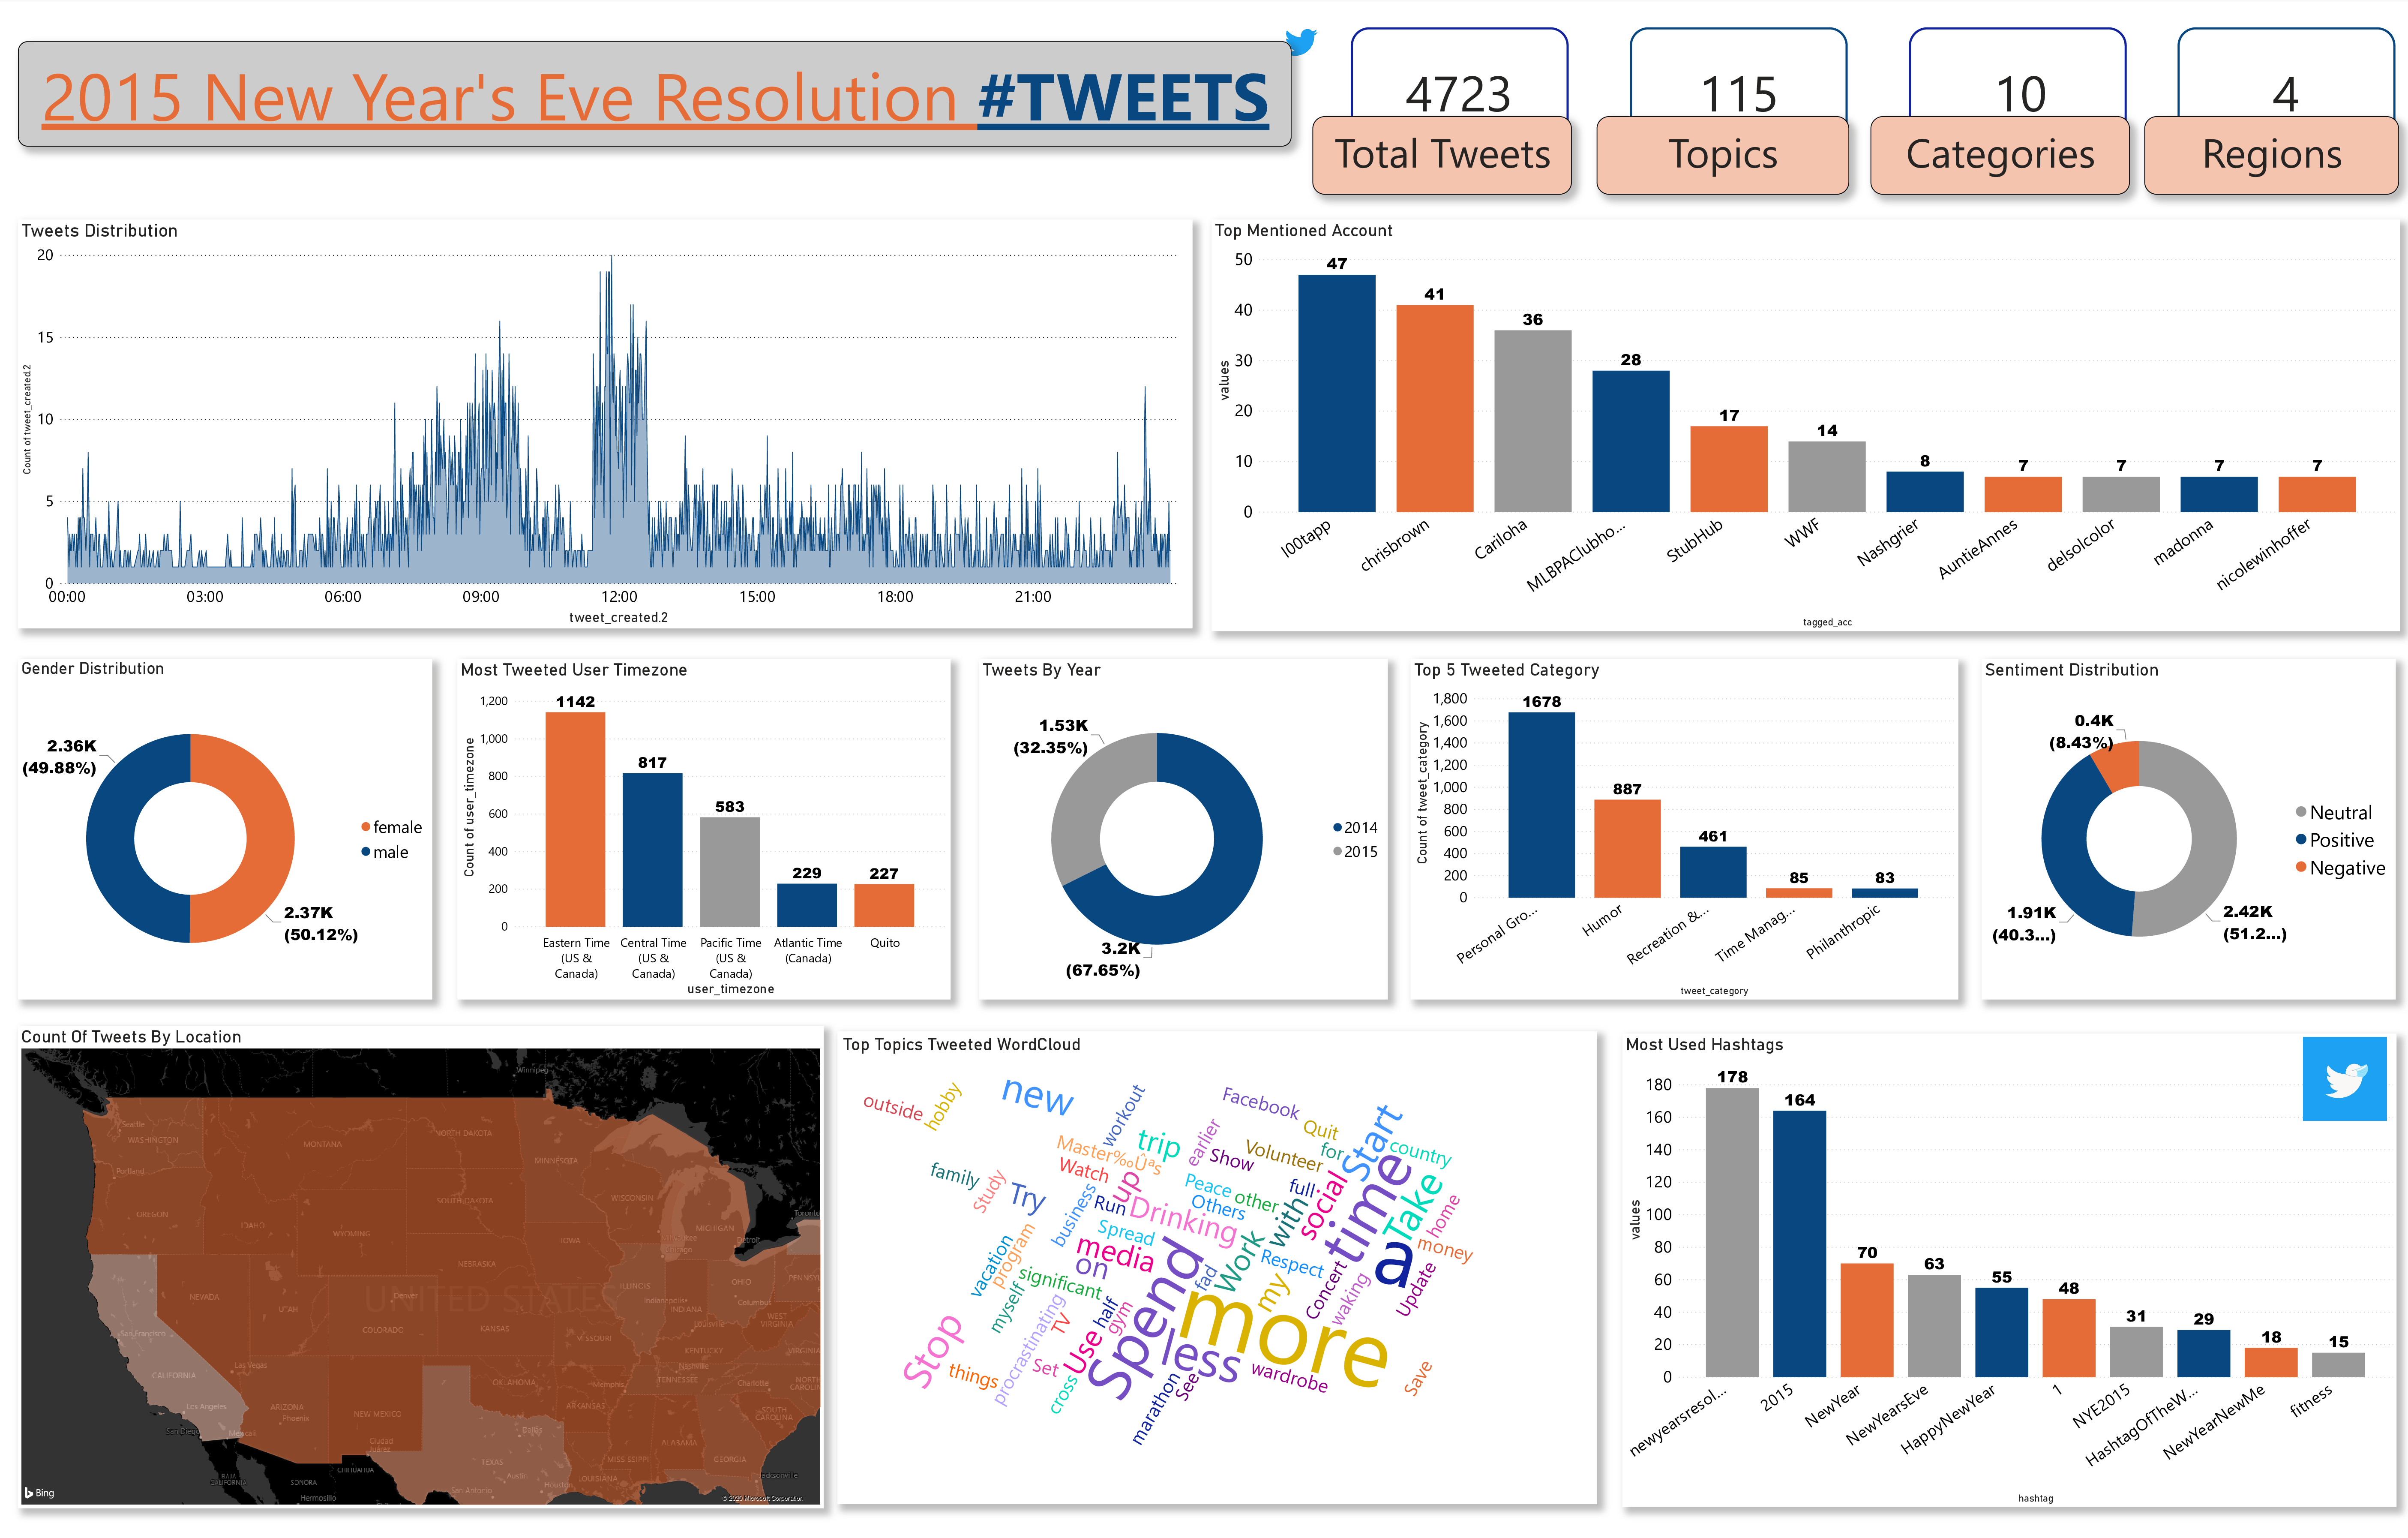 2015 New Year's Eve Resolution #TWEETS
4723
Total Tweets
115
Topics
10
Categories
4
Regions
Tweets Distribution
Count of tweet_created.2
20
15
10
5
0
00:00 03:00 06:00 09:00 12:00 15:00 18:00 21:00
tweet_created.2
Top Mentioned Account
values
50
40
30
20
10
0
47 41 36 28 17 14 8 7 7 7 7
l00tapp chrisbrown Cariloha MLBPAClubho... StubHub WWF Nashgrier AuntieAnnes delsolcolor madonna nicolewinhoffer
tagged_acc
Gender Distribution
2.36K
(49.88%)
2.37K
(50.12%)
female
male
Most Tweeted User Timezone
Count of user_timezone
1,200
1,000
800
600
400
200
0
1142 817 583 229 227
Eastern Time
(US &
Canada)
Central Time
(US &
Canada)
Pacific Time
(US &
Canada)
Atlantic Time
(Canada)
Quito
user_timezone
Tweets By Year
1.53K
(32.35%)
3.2K
(67.65%)
2014
2015
Top 5 Tweeted Category
Count of tweet_category
1,800
1,600
1,400
1,200
1,000
800
600
400
200
0
1678 887 461 85 83
Personal Gro... Humor Recreation &... Time Manag... Philanthropic
tweet_category
Sentiment Distribution
0.4K
(8.43%)
1.91K
(40.3...)
2.42K
(51.2...)
Neutral
Positive
Negative
Count Of Tweets By Location
Winnipeg
Seattle
WASHINGTON
MONTANA
NORTH DAKOTA
MINNESOTA
Portland
OREGON
IDAHO
SOUTH DAKOTA
WISCONSIN
MICHIGAN
Toronto
WYOMING
IOWA
Detroit
NEBRASKA
NEVADA
UTAH
Denver
UNITED STATES
ILLINOIS
Indianapolis
INDIANA
OHIO
Columbus
PENNSY
San Francisco
COLORADO
KANSAS
MISSOURI
Louisville
WEST
VIRGINIA
VIRGINIA
KENTUCKY
CALIFORNIA
Las Vegas
OKLAHOMA
Memphis
Nashville
TENNESSEE
Charlotte
NORTH
CAROLIN
Los Angeles
ARIZONA
Phoenix
NEW MEXICO
ARKANSAS
SOUTH
CAROLINA
San Diego
Mexicali
Ciudad
Juárez
Dallas
MISSISSIPPI
ALABAMA
GEORGIA
BAJA
CALIFORNIA
SONORA
CHIHUAHUA
TEXAS
Austin
LOUISIANA
Jacksonville
Hermosillo
San Antonio
Houston
Bing
© 2020 Microsoft Corporation
Top Topics Tweeted WordCloud
outside
hobby
new
workout
Facebook
Quit
Start
country
Master‰Ûªs
trip
earlier
Show
Volunteer
for
family
Study
Try
Watch
up
Peace
other
full
social
time
Take
home
business
Run
Drinking
Others
with
Spread
vacation
program
media
on
Work
Respect
a
money
significant
Spend
fad
my
Concert
waking
Update
myself
procrastinating
TV
half
gym
more
Stop
things
Set
Use
less
wardrobe
Save
cross
marathon
See
Most Used Hashtags
values
180
160
140
120
100
80
60
40
20
0
178 164 70 63 55 48 31 29 18 15
newyearsresol... 2015 NewYear NewYearsEve HappyNewYear 1 NYE2015 HashtagOfTheW... NewYearNewMe fitness
hashtag